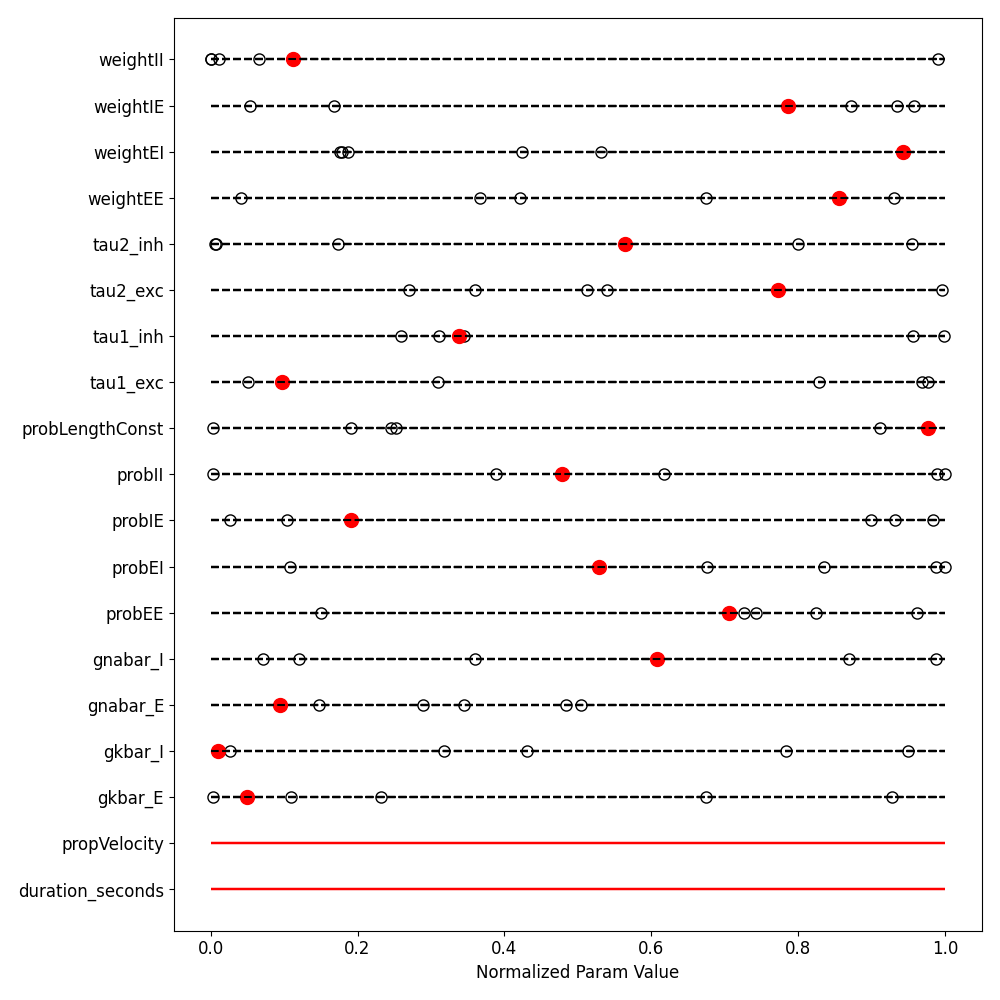 weightII
weightIE
weightEI
weightEE
tau2_inh
tau2_exc
tau1_inh
tau1_exc
probLengthConst
probII
probIE
probEI
probEE
gnabar_I
gnabar_E
gkbar_I
gkbar_E
propVelocity
duration_seconds
0.0 0.2 0.4 0.6 0.8 1.0
Normalized Param Value